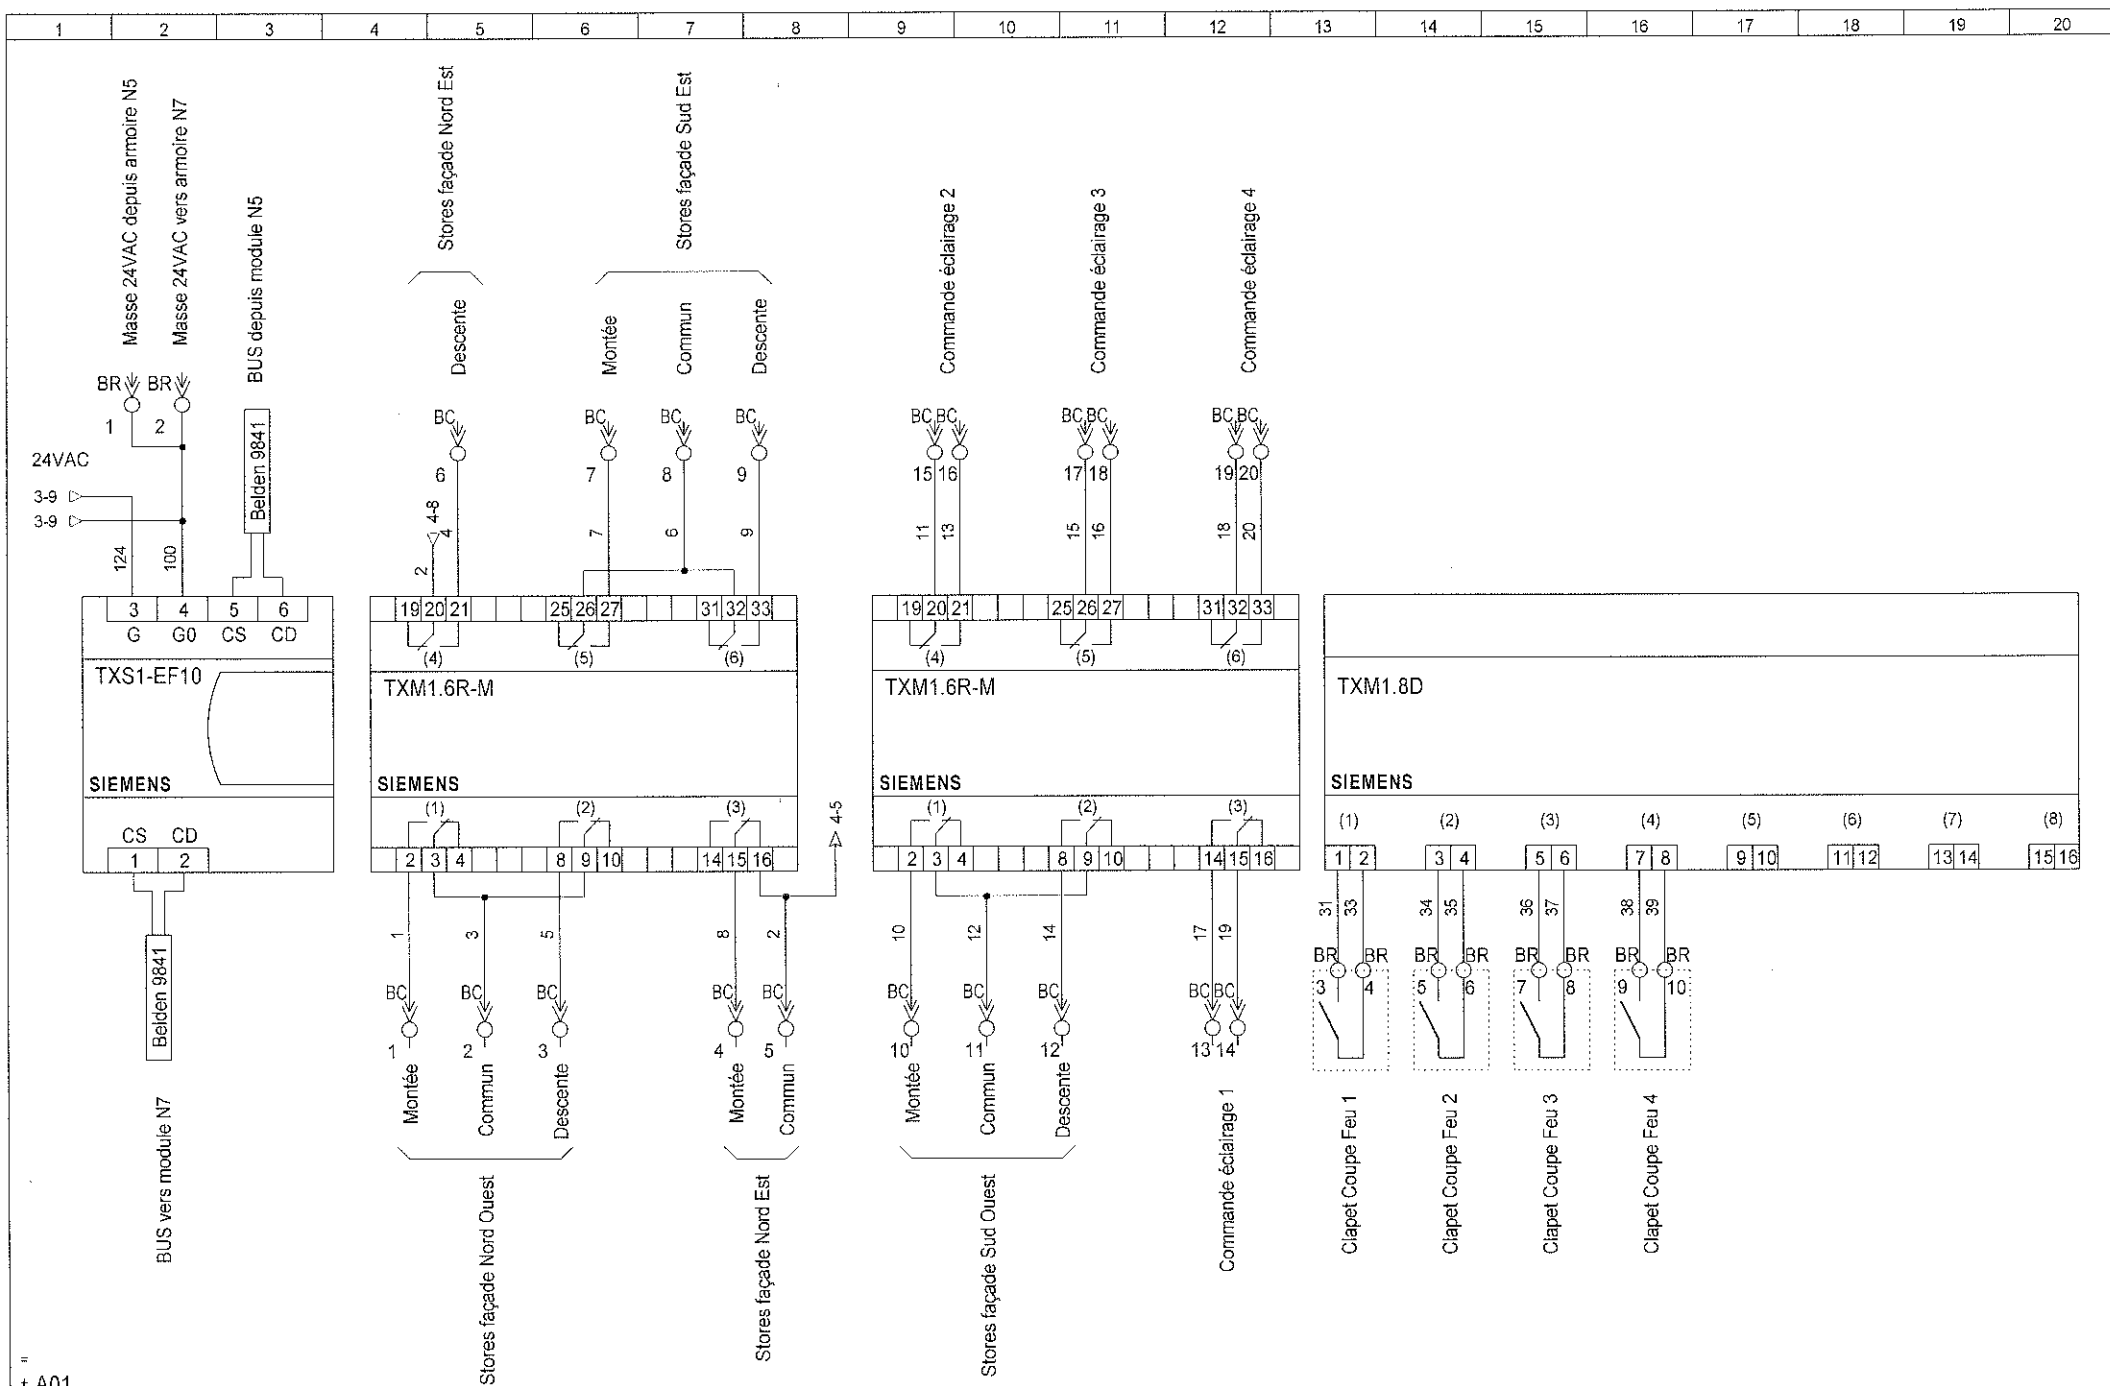 1 2 3 4 5 6 7 8 9 10 11 12 13 14 15 16 17 18 19 20
Masse 24VAC depuis armoire N5
Masse 24VAC vers armoire N7
BUS depuis module N5
Stores façade Nord Est
Descente
Stores façade Sud Est
Montée
Commun
Descente
Commande éclairage 2
Commande éclairage 3
Commande éclairage 4
BR BR
1 2
Belden 9841
24VAC
3-9
3-9
124 100
BC BC BC BC
6 7 8 9
4-8
2 4 7 6 9
BC BC BC BC BC BC
15 16 17 18 19 20
11 13 15 16 18 20
3 4 5 6
G G0 CS CD
TXS1-EF10
SIEMENS
CS CD
1 2
Belden 9841
BUS vers module N7
19 20 21 25 26 27 31 32 33
(4) (5) (6)
TXM1.6R-M
SIEMENS
(1) (2) (3)
2 3 4 8 9 10 14 15 16
4-5
1 3 5 8 2
BC BC BC BC BC
1 2 3 4 5
Montée
Commun
Descente
Montée
Commun
Stores façade Nord Ouest
Stores façade Nord Est
19 20 21 25 26 27 31 32 33
(4) (5) (6)
TXM1.6R-M
SIEMENS
(1) (2) (3)
2 3 4 8 9 10 14 15 16
10 12 14 17 19
BC BC BC BC BC
10 11 12 13 14
Montée
Commun
Descente
Stores façade Sud Ouest
Commande éclairage 1
TXM1.8D
SIEMENS
(1) (2) (3) (4) (5) (6) (7) (8)
1 2 3 4 5 6 7 8 9 10 11 12 13 14 15 16
31 33 34 35 36 37 38 39
BR BR BR BR BR BR BR BR
3 4 5 6 7 8 9 10
Clapet Coupe Feu 1
Clapet Coupe Feu 2
Clapet Coupe Feu 3
Clapet Coupe Feu 4
=
+ A01